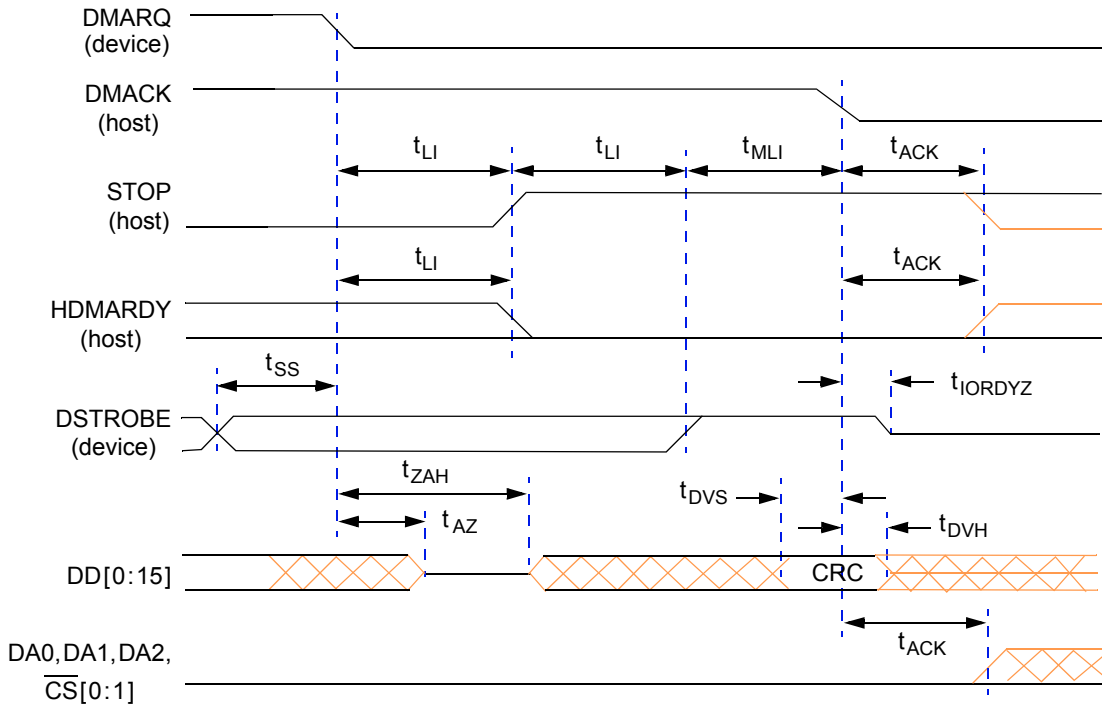 DMARQ
(device)
DMACK
(host)
tLI tLI tMLI tACK
STOP
(host)
tLI tACK
HDMARDY
(host)
tSS
tIORDYZ
DSTROBE
(device)
tZAH
tDVS
tAZ
tDVH
DD[0:15] CRC
tACK
DA0,DA1,DA2,
CS[0:1]